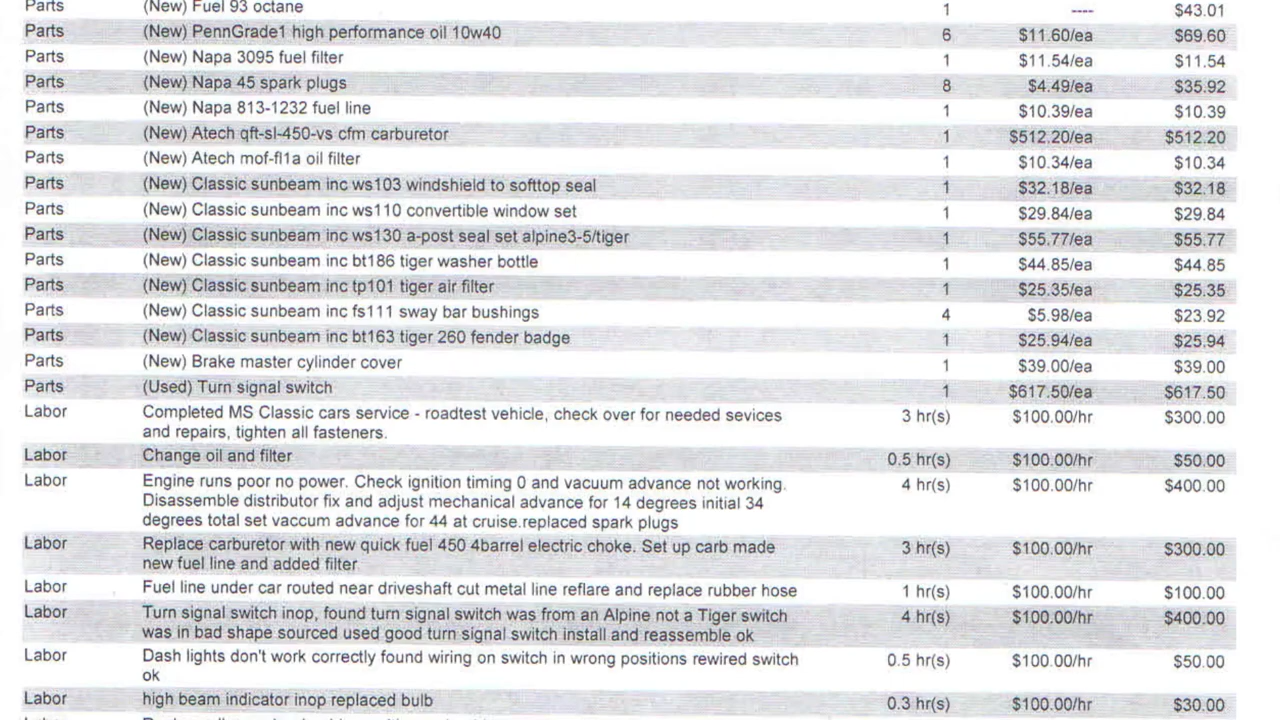 Parts (New) Fuel 93 octane 1 ---- $43.01
Parts (New) PennGrade1 high performance oil 10w40 6 $11.60/ea $69.60
Parts (New) Napa 3095 fuel filter 1 $11.54/ea $11.54
Parts (New) Napa 45 spark plugs 8 $4.49/ea $35.92
Parts (New) Napa 813-1232 fuel line 1 $10.39/ea $10.39
Parts (New) Atech qft-sl-450-vs cfm carburetor 1 $512.20/ea $512.20
Parts (New) Atech mof-fl1a oil filter 1 $10.34/ea $10.34
Parts (New) Classic sunbeam inc ws103 windshield to softtop seal 1 $32.18/ea $32.18
Parts (New) Classic sunbeam inc ws110 convertible window set 1 $29.84/ea $29.84
Parts (New) Classic sunbeam inc ws130 a-post seal set alpine3-5/tiger 1 $55.77/ea $55.77
Parts (New) Classic sunbeam inc bt186 tiger washer bottle 1 $44.85/ea $44.85
Parts (New) Classic sunbeam inc tp101 tiger air filter 1 $25.35/ea $25.35
Parts (New) Classic sunbeam inc fs111 sway bar bushings 4 $5.98/ea $23.92
Parts (New) Classic sunbeam inc bt163 tiger 260 fender badge 1 $25.94/ea $25.94
Parts (New) Brake master cylinder cover 1 $39.00/ea $39.00
Parts (Used) Turn signal switch 1 $617.50/ea $617.50
Labor Completed MS Classic cars service - roadtest vehicle, check over for needed sevices 3 hr(s) $100.00/hr $300.00
and repairs, tighten all fasteners.
Labor Change oil and filter 0.5 hr(s) $100.00/hr $50.00
Labor Engine runs poor no power. Check ignition timing 0 and vacuum advance not working. 4 hr(s) $100.00/hr $400.00
Disassemble distributor fix and adjust mechanical advance for 14 degrees initial 34
degrees total set vaccum advance for 44 at cruise.replaced spark plugs
Labor Replace carburetor with new quick fuel 450 4barrel electric choke. Set up carb made 3 hr(s) $100.00/hr $300.00
new fuel line and added filter
Labor Fuel line under car routed near driveshaft cut metal line reflare and replace rubber hose 1 hr(s) $100.00/hr $100.00
Labor Turn signal switch inop, found turn signal switch was from an Alpine not a Tiger switch 4 hr(s) $100.00/hr $400.00
was in bad shape sourced used good turn signal switch install and reassemble ok
Labor Dash lights don't work correctly found wiring on switch in wrong positions rewired switch 0.5 hr(s) $100.00/hr $50.00
ok
Labor high beam indicator inop replaced bulb 0.3 hr(s) $100.00/hr $30.00